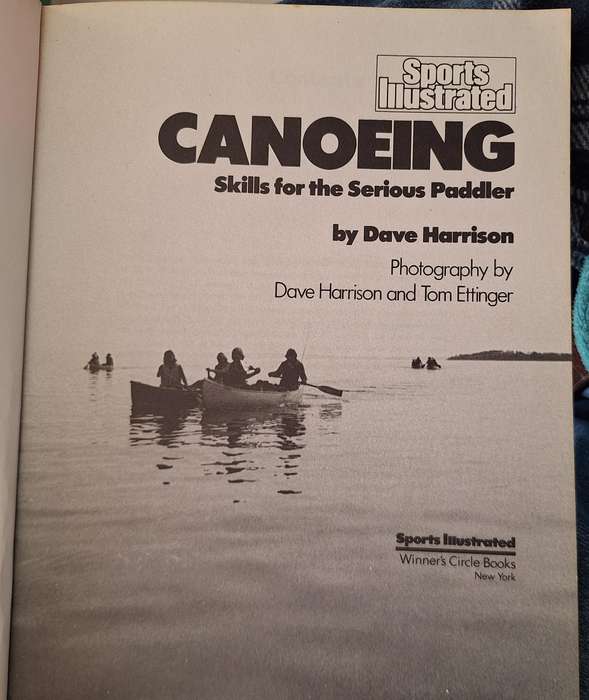 Sports
Illustrated
CANOEING
Skills for the Serious Paddler
by Dave Harrison
Photography by
Dave Harrison and Tom Ettinger
Sports Illustrated
Winner's Circle Books
New York